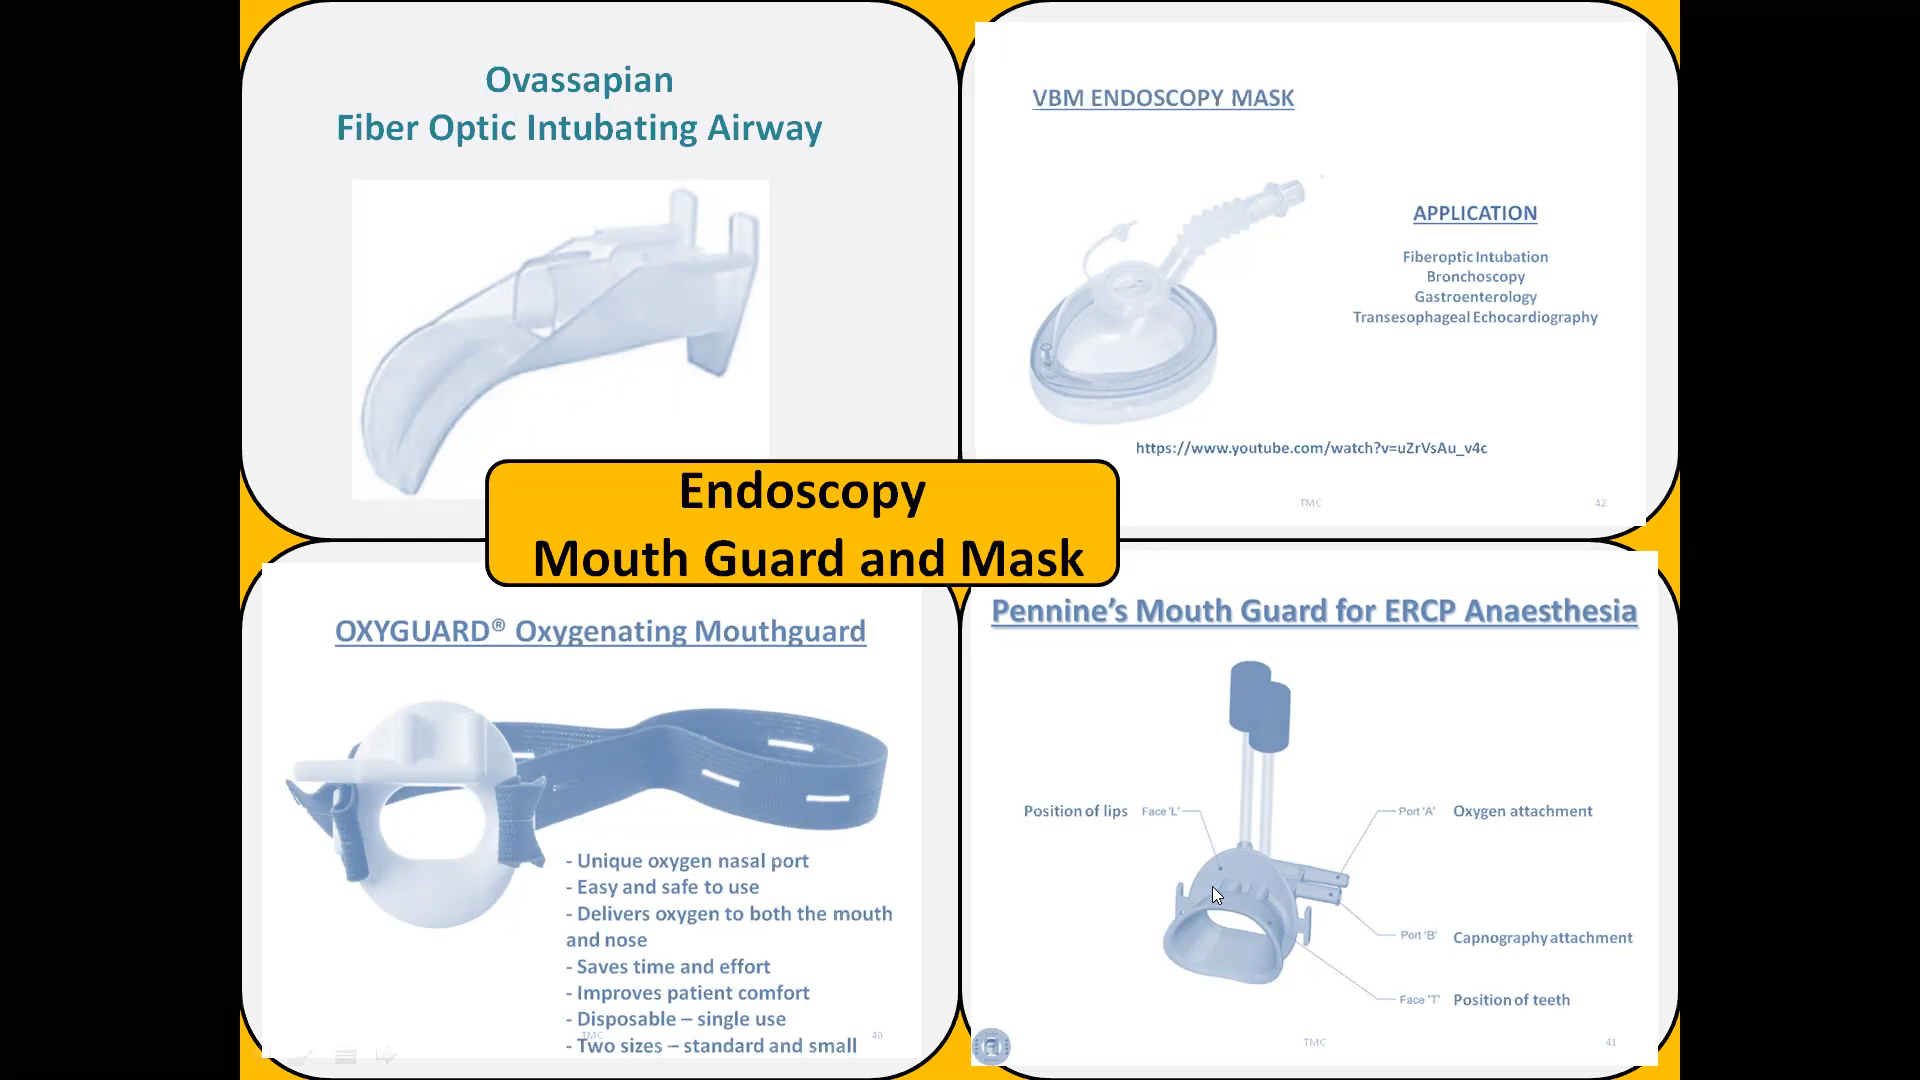 Ovassapian
Fiber Optic Intubating Airway
VBM ENDOSCOPY MASK
APPLICATION
Fiberoptic Intubation
Bronchoscopy
Gastroenterology
Transesophageal Echocardiography
https://www.youtube.com/watch?v=uZrVsAu_v4c
TMC 42
Endoscopy
Mouth Guard and Mask
OXYGUARD® Oxygenating Mouthguard
- Unique oxygen nasal port
- Easy and safe to use
- Delivers oxygen to both the mouth
and nose
- Saves time and effort
- Improves patient comfort
- Disposable – single use
- Two sizes – standard and small
TMC 40
Pennine's Mouth Guard for ERCP Anaesthesia
Position of lips Face 'L'
Port 'A' Oxygen attachment
Port 'B' Capnography attachment
Face 'T' Position of teeth
TMC 41